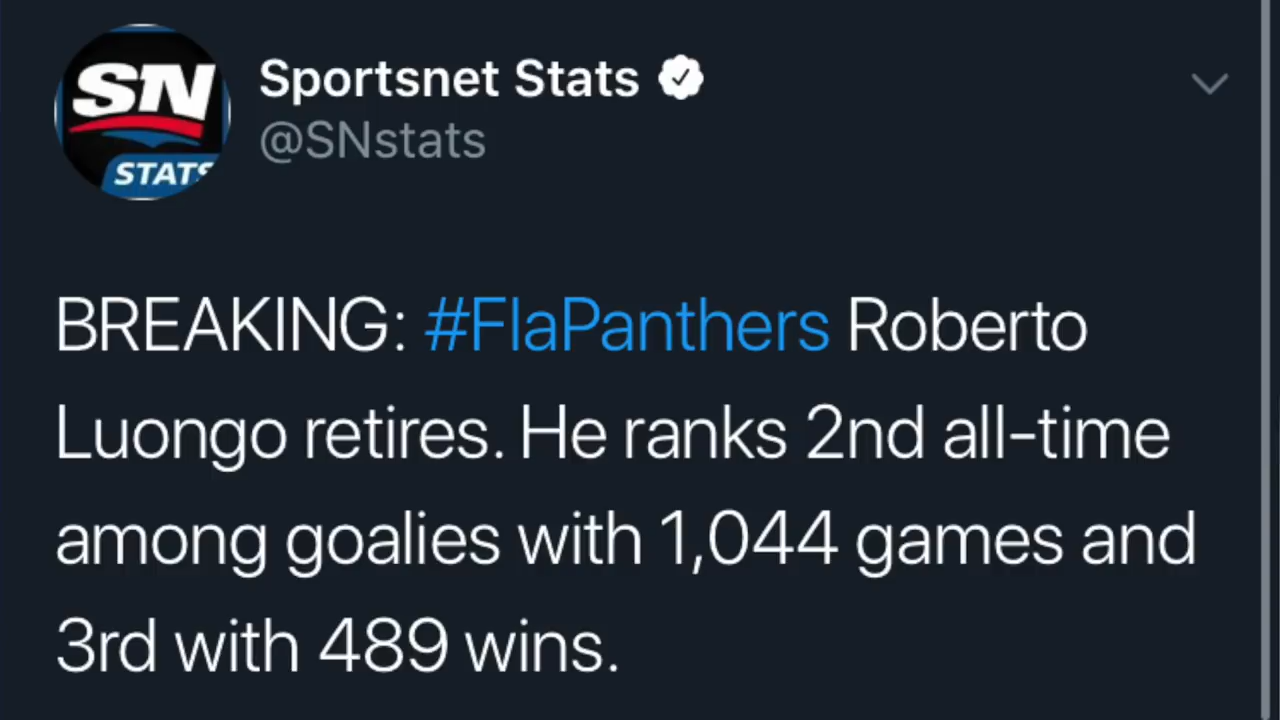 SN
STATS
Sportsnet Stats
@SNstats
BREAKING: #FlaPanthers Roberto
Luongo retires. He ranks 2nd all-time
among goalies with 1,044 games and
3rd with 489 wins.